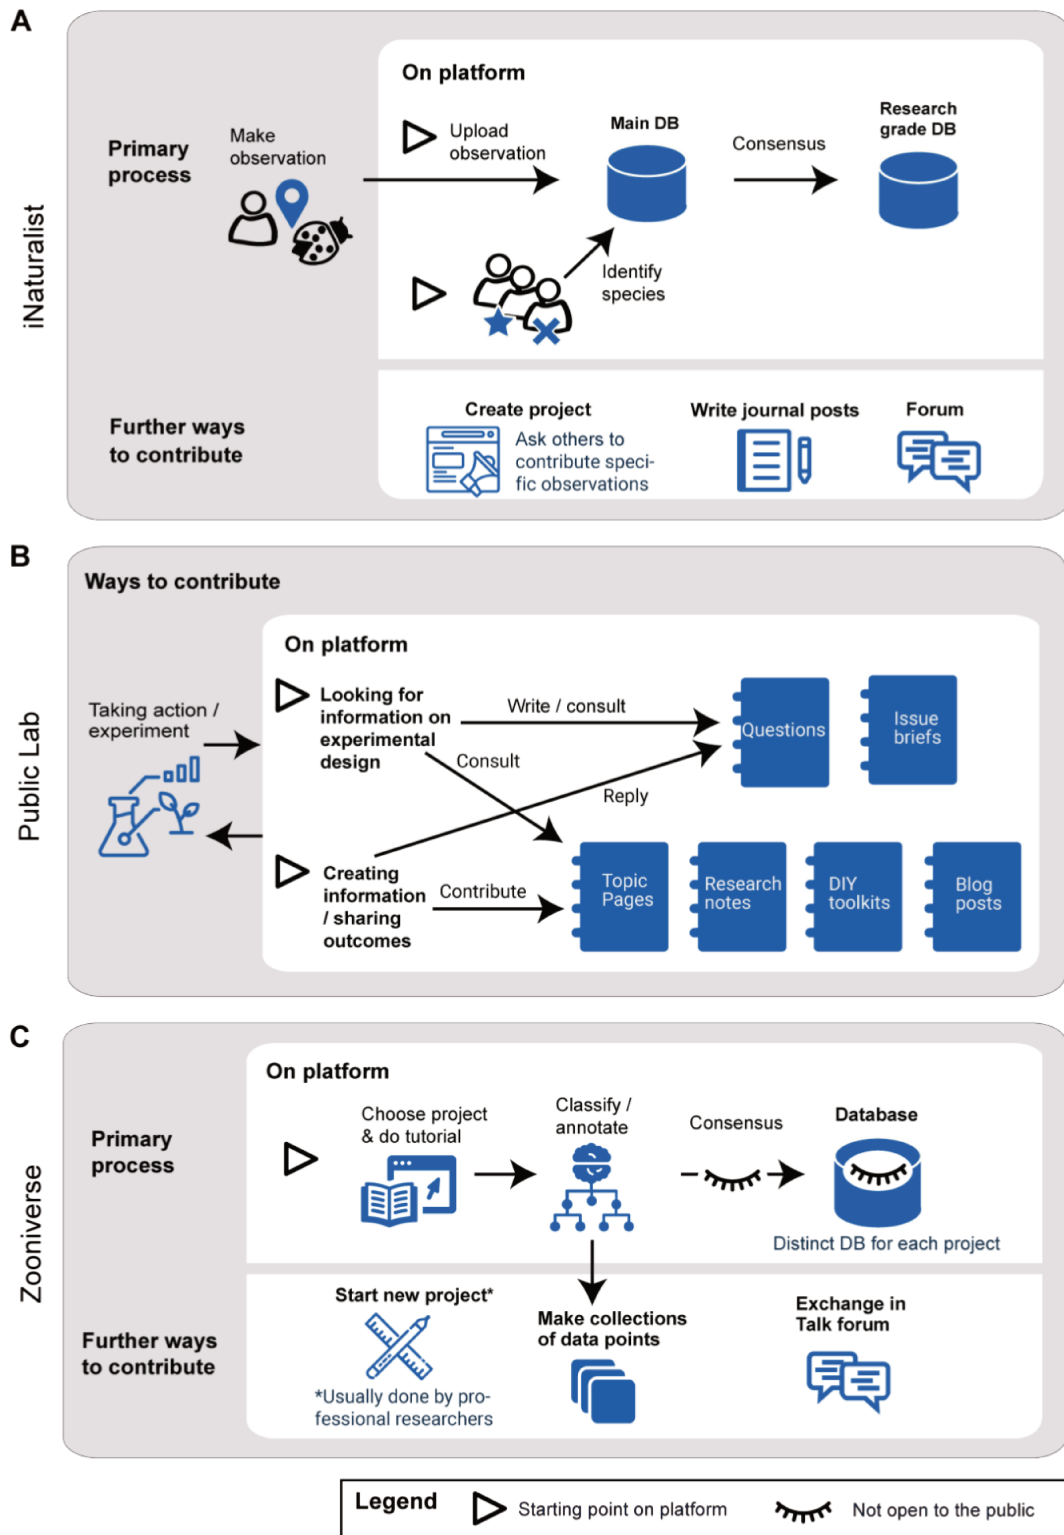 A
iNaturalist
On platform
Primary
process
Make
observation
Upload
observation
Main DB
Consensus
Research
grade DB
Identify
species
Further ways
to contribute
Create project
Ask others to
contribute speci-
fic observations
Write journal posts
Forum
B
Public Lab
Ways to contribute
On platform
Taking action /
experiment
Looking for
information on
experimental
design
Write / consult
Consult
Reply
Questions
Issue
briefs
Creating
information
/ sharing
outcomes
Contribute
Topic
Pages
Research
notes
DIY
toolkits
Blog
posts
C
Zooniverse
On platform
Primary
process
Choose project
& do tutorial
Classify /
annotate
Consensus
Database
Distinct DB for each project
Further ways
to contribute
Start new project*
*Usually done by pro-
fessional researchers
Make collections
of data points
Exchange in
Talk forum
Legend
Starting point on platform
Not open to the public